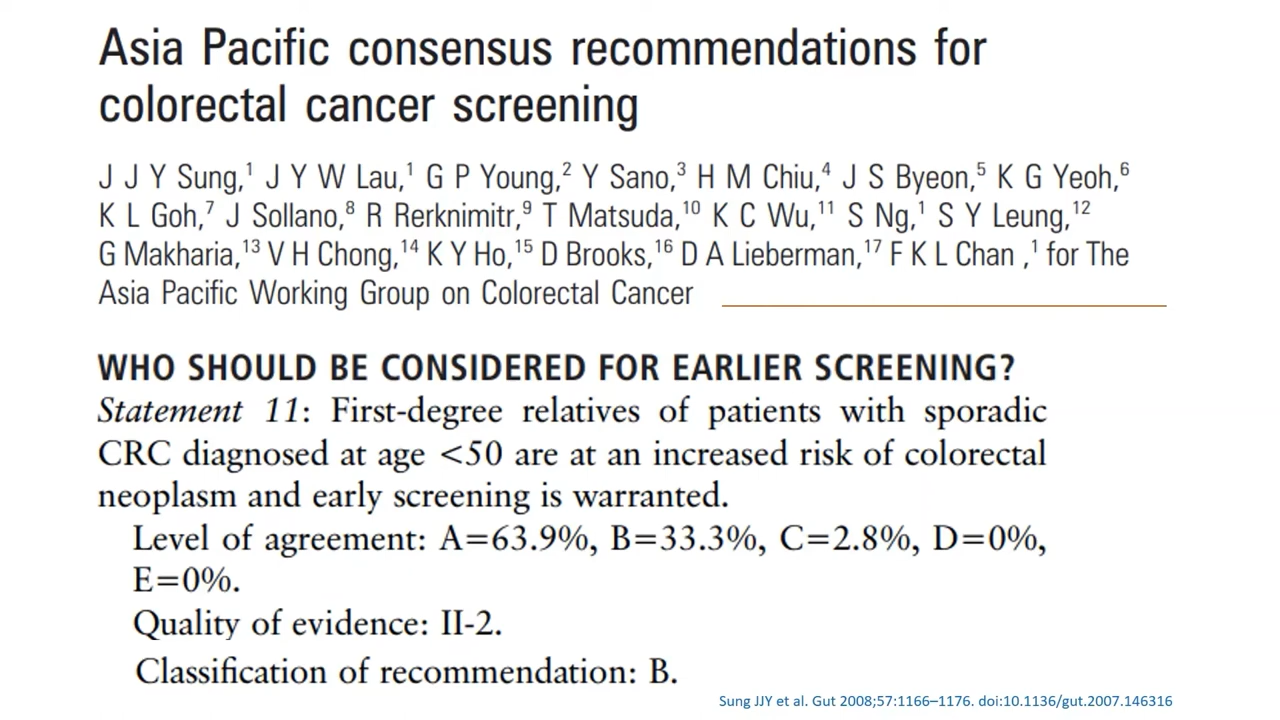 Asia Pacific consensus recommendations for
colorectal cancer screening
J J Y Sung,¹ J Y W Lau,¹ G P Young,² Y Sano,³ H M Chiu,⁴ J S Byeon,⁵ K G Yeoh,⁶
K L Goh,⁷ J Sollano,⁸ R Rerknimitr,⁹ T Matsuda,¹⁰ K C Wu,¹¹ S Ng,¹ S Y Leung,¹²
G Makharia,¹³ V H Chong,¹⁴ K Y Ho,¹⁵ D Brooks,¹⁶ D A Lieberman,¹⁷ F K L Chan ,¹ for The
Asia Pacific Working Group on Colorectal Cancer
WHO SHOULD BE CONSIDERED FOR EARLIER SCREENING?
Statement 11: First-degree relatives of patients with sporadic
CRC diagnosed at age <50 are at an increased risk of colorectal
neoplasm and early screening is warranted.
Level of agreement: A=63.9%, B=33.3%, C=2.8%, D=0%,
E=0%.
Quality of evidence: II-2.
Classification of recommendation: B.
Sung JJY et al. Gut 2008;57:1166–1176. doi:10.1136/gut.2007.146316